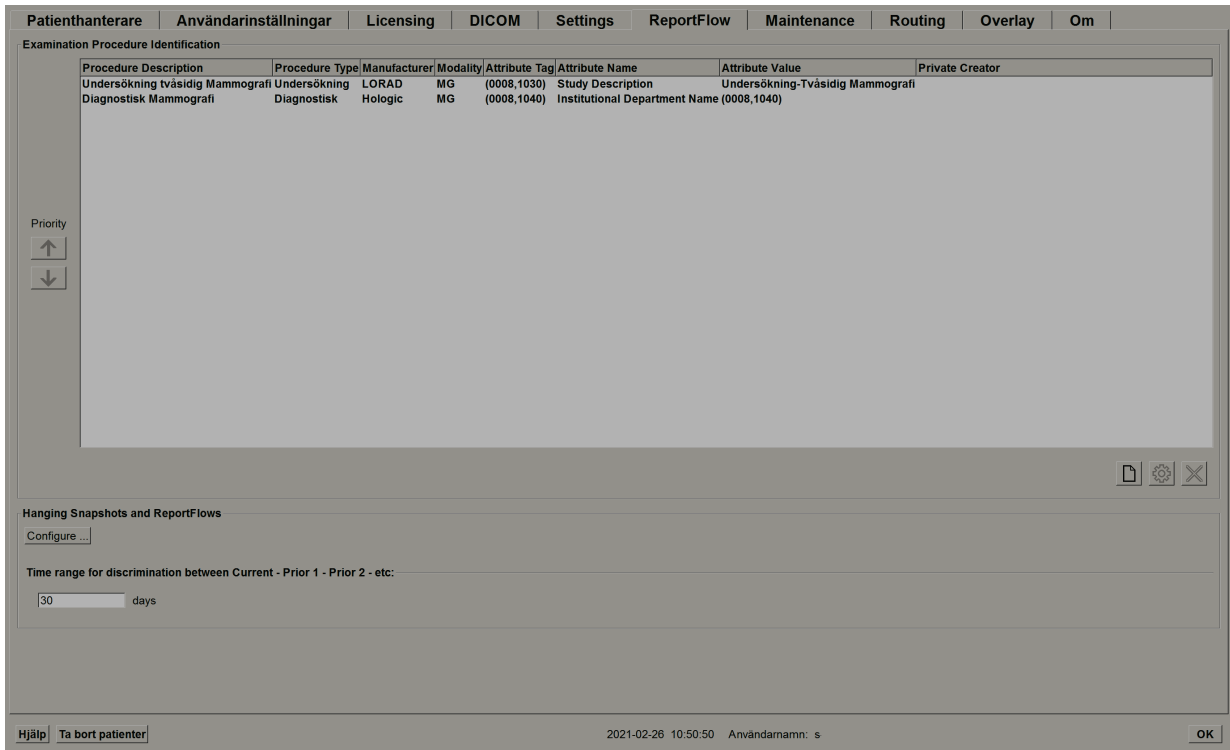 Patienthanterare Användarinställningar Licensing DICOM Settings ReportFlow Maintenance Routing Overlay Om
Examination Procedure Identification
Procedure Description Procedure Type Manufacturer Modality Attribute Tag Attribute Name Attribute Value Private Creator
Undersökning tvåsidig Mammografi Undersökning LORAD MG (0008,1030) Study Description Undersökning-Tvåsidig Mammografi
Diagnostisk Mammografi Diagnostisk Hologic MG (0008,1040) Institutional Department Name (0008,1040)
Priority
Hanging Snapshots and ReportFlows
Configure ...
Time range for discrimination between Current - Prior 1 - Prior 2 - etc:
30 days
Hjälp Ta bort patienter 2021-02-26 10:50:50 Användarnamn: s OK